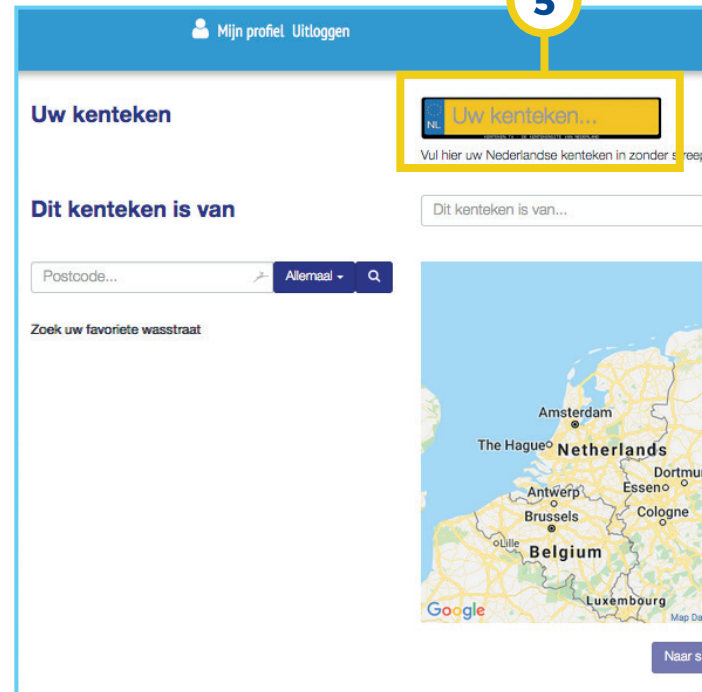 5
Mijn profiel Uitloggen
Uw kenteken
NL Uw kenteken...
Vul hier uw Nederlandse kenteken in zonder
Dit kenteken is van
Dit kenteken is van...
Postcode...
Allemaal
Zoek uw favoriete wasstraat
Amsterdam
The Hague
Netherlands
Dortmu
Essen
Antwerp
Cologne
Brussels
Lille
Belgium
Luxembourg
Google
Map Da
Naar s